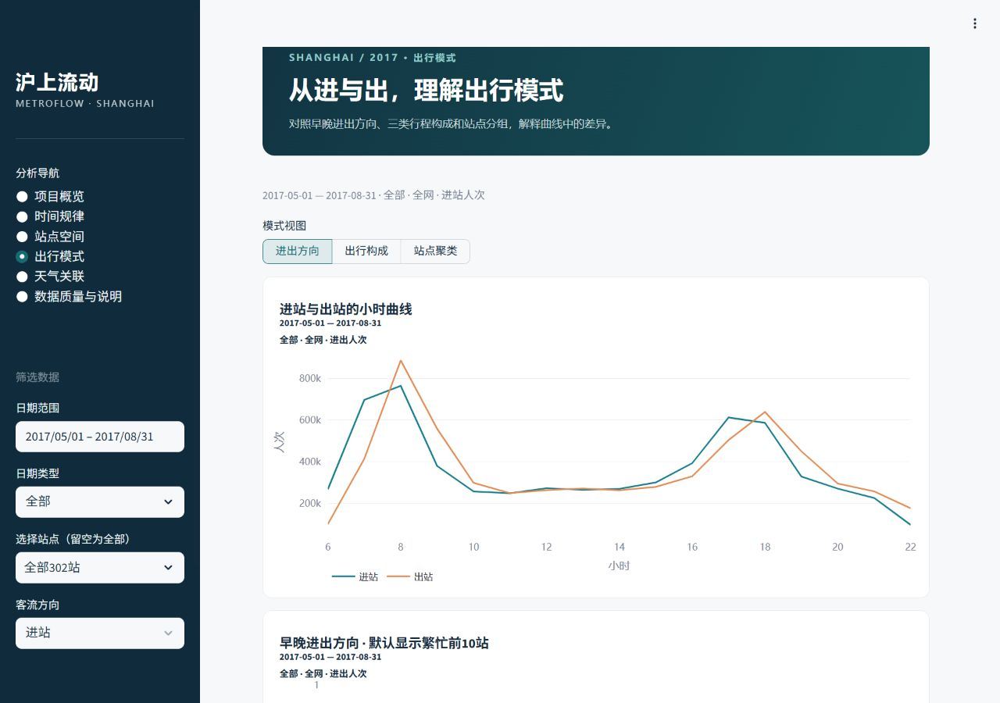 沪上流动
METROFLOW · SHANGHAI
分析导航
项目概览
时间规律
站点空间
出行模式
天气关联
数据质量与说明
筛选数据
日期范围
2017/05/01 – 2017/08/31
日期类型
全部
选择站点（留空为全部）
全部302站
客流方向
进站
SHANGHAI / 2017 • 出行模式
从进与出，理解出行模式
对照早晚进出方向、三类行程构成和站点分组，解释曲线中的差异。
2017-05-01 — 2017-08-31 · 全部 · 全网 · 进站人次
模式视图
进出方向 出行构成 站点聚类
进站与出站的小时曲线
2017-05-01 — 2017-08-31
全部 · 全网 · 进出人次
800k
600k
400k
200k
人次
6 8 10 12 14 16 18 20 22
小时
进站 出站
早晚进出方向 · 默认显示繁忙前10站
2017-05-01 — 2017-08-31
全部 · 全网 · 进出人次
1